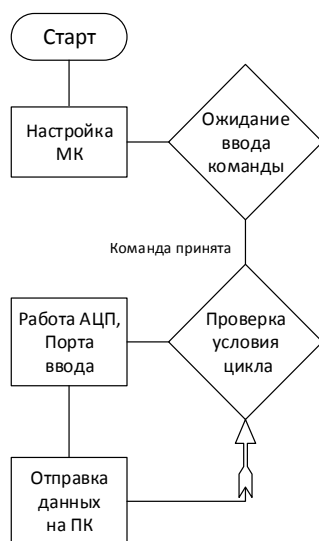 Старт
Настройка
МК
Ожидание
ввода
команды
Команда принята
Работа АЦП,
Порта
ввода
Проверка
условия
цикла
Отправка
данных
на ПК